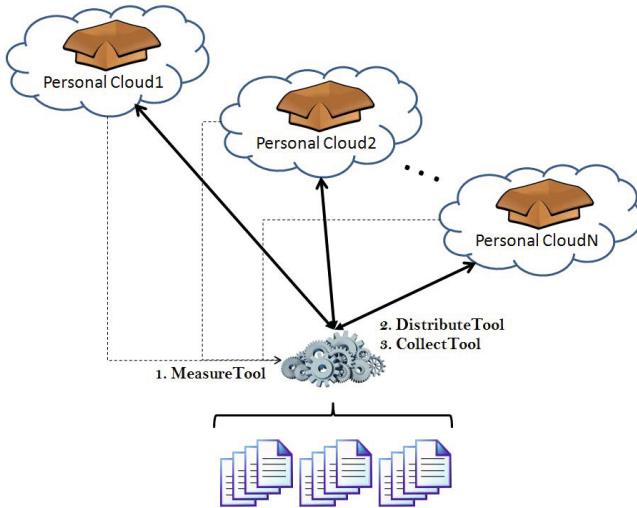 Personal Cloud1
Personal Cloud2
...
Personal CloudN
2. DistributeTool
3. CollectTool
1. MeasureTool